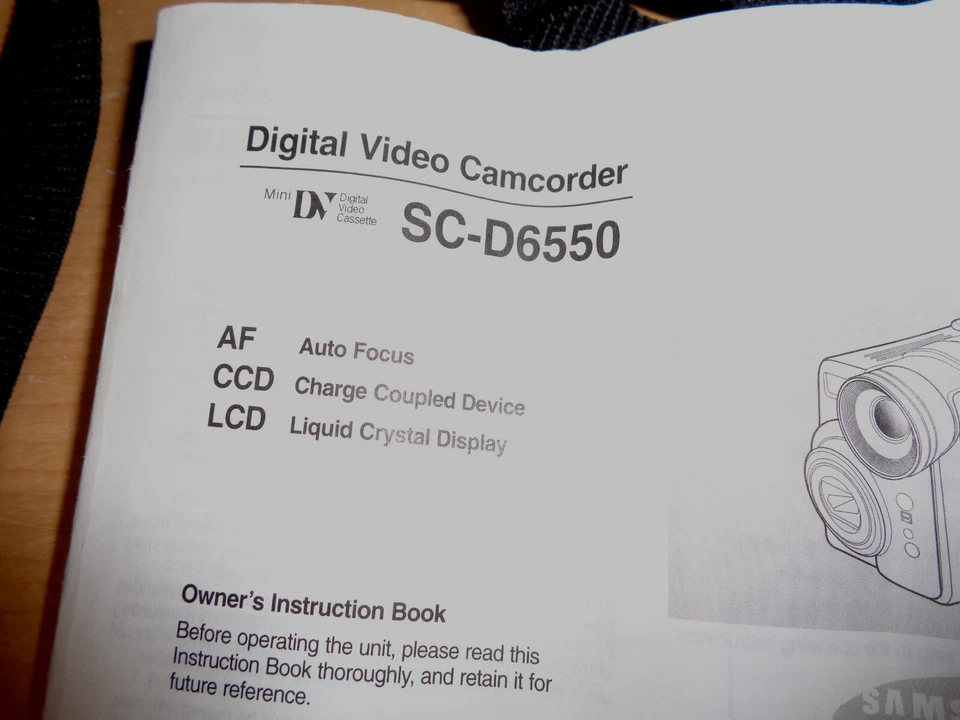 Digital Video Camcorder
Mini DV Digital Video Cassette
SC-D6550
AF Auto Focus
CCD Charge Coupled Device
LCD Liquid Crystal Display
Owner's Instruction Book
Before operating the unit, please read this
Instruction Book thoroughly, and retain it for
future reference.
SAMS